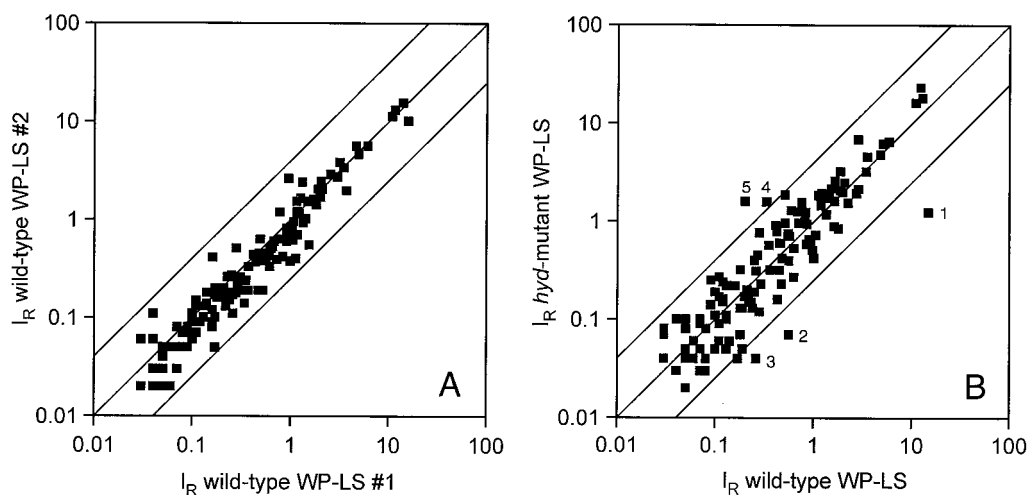 100
10
1
0.1
0.01
I_R wild-type WP-LS #2
A
0.01 0.1 1 10 100
I_R wild-type WP-LS #1
100
10
1
0.1
0.01
I_R hyd-mutant WP-LS
5 4
1
2
3
B
0.01 0.1 1 10 100
I_R wild-type WP-LS